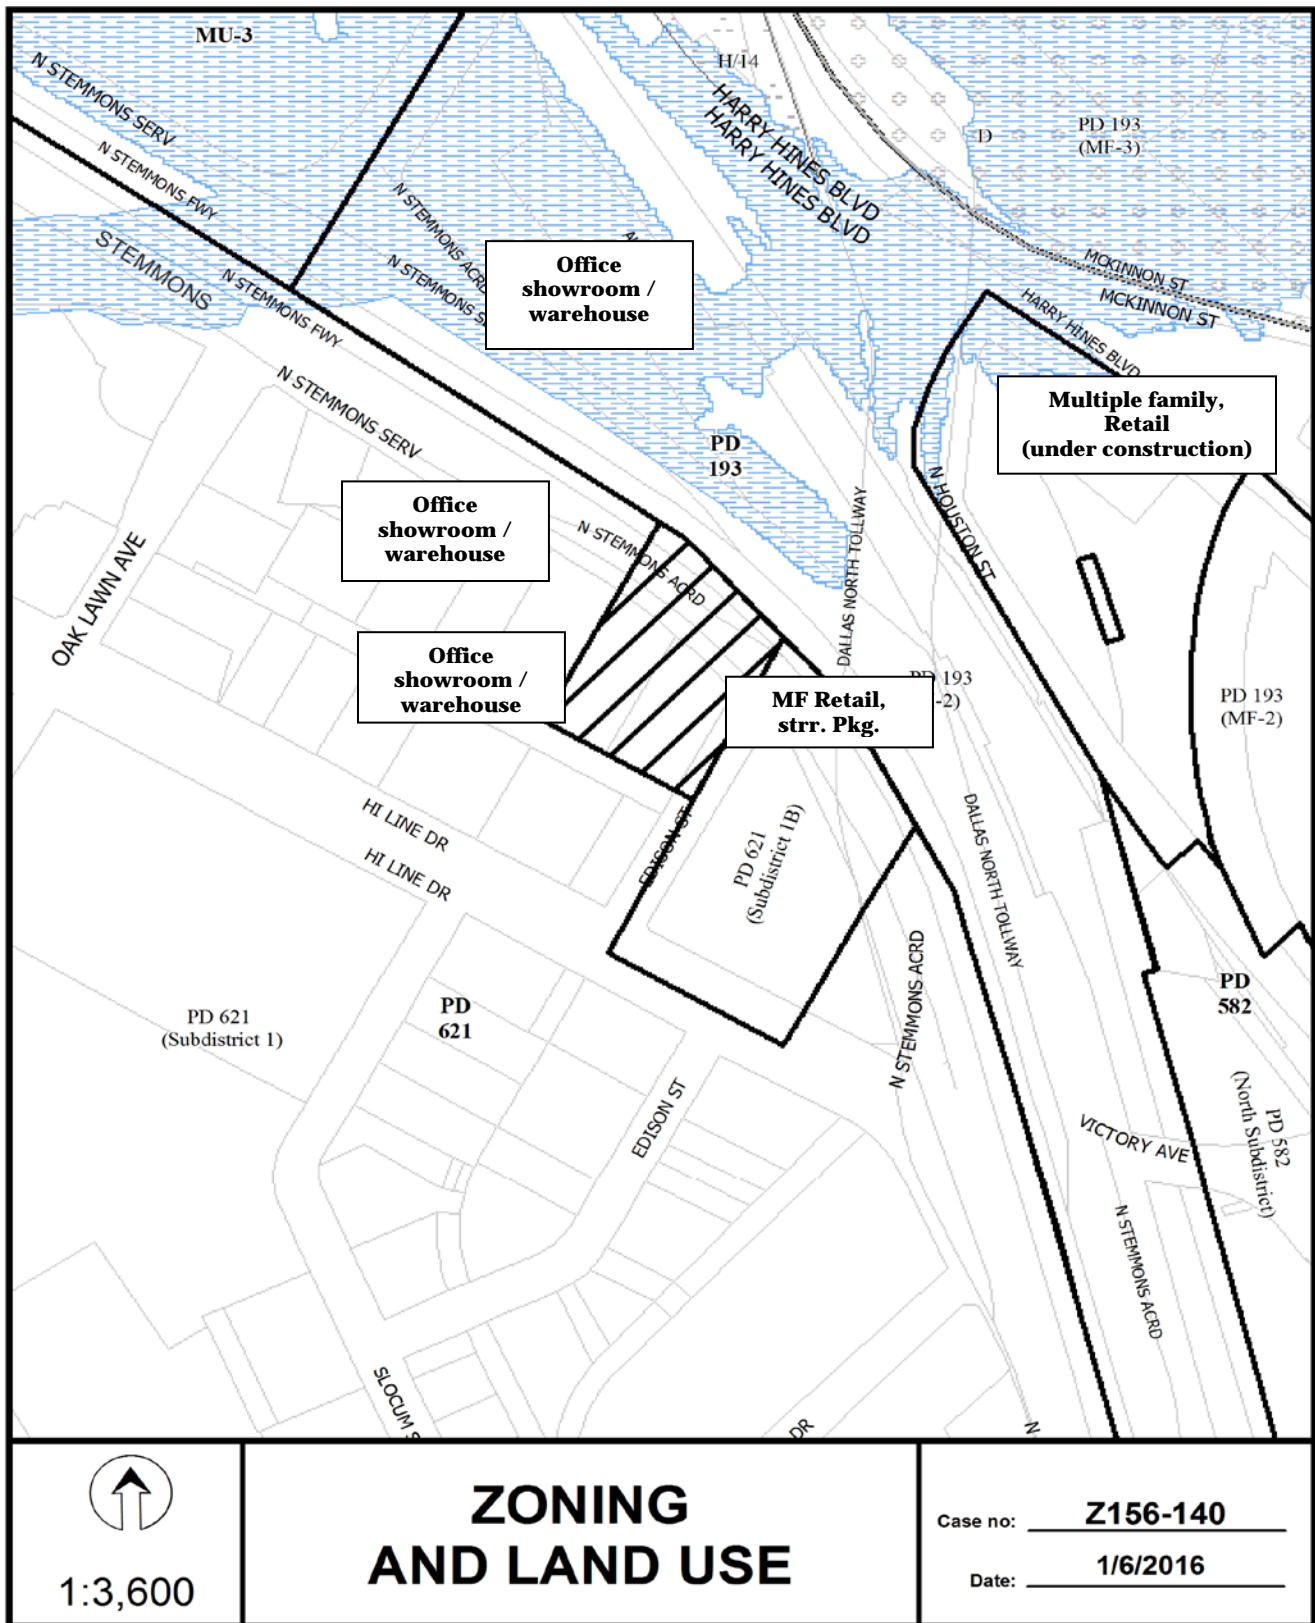 MU-3
N STEMMONS SERV
N STEMMONS FWY
STEMMONS
N STEMMONS FWY
N STEMMONS SERV
N STEMMONS ACRD
N STEMMONS
H/14
HARRY HINES BLVD
HARRY HINES BLVD
D
PD 193
(MF-3)
MCKINNON ST
MCKINNON ST
HARRY HINES BLVD
Office
showroom /
warehouse
Multiple family,
Retail
(under construction)
PD
193
N HOUSTON ST
DALLAS NORTH TOLLWAY
Office
showroom /
warehouse
N STEMMONS ACRD
OAK LAWN AVE
Office
showroom /
warehouse
MF Retail,
strr. Pkg.
PD 193
-2)
PD 193
(MF-2)
HI LINE DR
HI LINE DR
EDISON ST
PD 621
(Subdistrict 1B)
DALLAS NORTH TOLLWAY
N STEMMONS ACRD
PD 621
(Subdistrict 1)
PD
621
PD
582
EDISON ST
VICTORY AVE
PD 582
(North Subdistrict)
N STEMMONS ACRD
SLOCUM S
DR
N
1:3,600
ZONING
AND LAND USE
Case no: Z156-140
Date: 1/6/2016